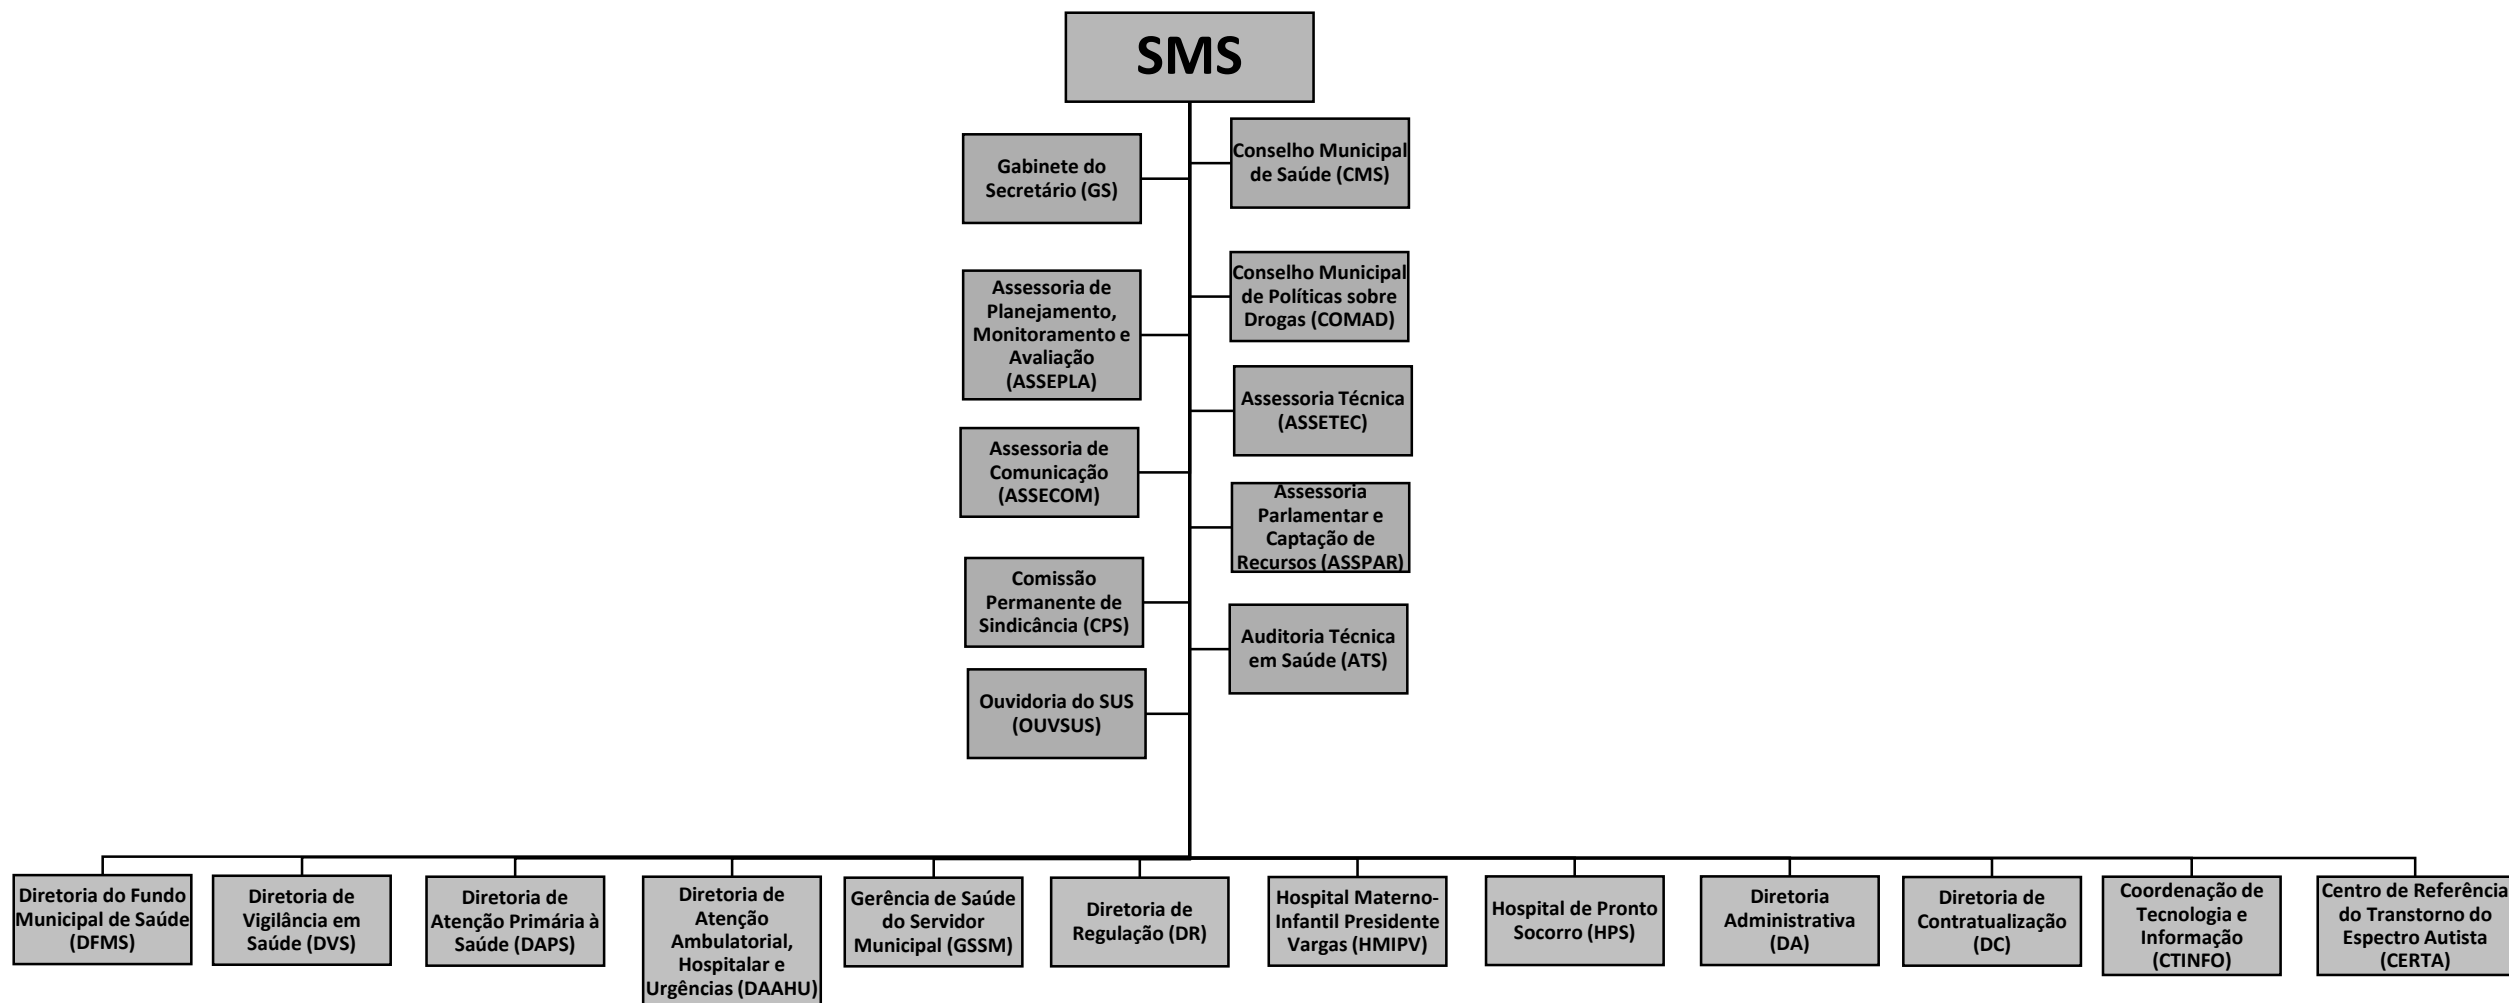 SMS
Gabinete do
Secretário (GS)
Conselho Municipal
de Saúde (CMS)
Assessoria de
Planejamento,
Monitoramento e
Avaliação
(ASSEPLA)
Conselho Municipal
de Políticas sobre
Drogas (COMAD)
Assessoria Técnica
(ASSETEC)
Assessoria de
Comunicação
(ASSECOM)
Assessoria
Parlamentar e
Captação de
Recursos (ASSPAR)
Comissão
Permanente de
Sindicância (CPS)
Auditoria Técnica
em Saúde (ATS)
Ouvidoria do SUS
(OUVSUS)
Diretoria do Fundo
Municipal de Saúde
(DFMS)
Diretoria de
Vigilância em
Saúde (DVS)
Diretoria de
Atenção Primária à
Saúde (DAPS)
Diretoria de
Atenção
Ambulatorial,
Hospitalar e
Urgências (DAAHU)
Gerência de Saúde
do Servidor
Municipal (GSSM)
Diretoria de
Regulação (DR)
Hospital Materno-
Infantil Presidente
Vargas (HMIPV)
Hospital de Pronto
Socorro (HPS)
Diretoria
Administrativa
(DA)
Diretoria de
Contratualização
(DC)
Coordenação de
Tecnologia e
Informação
(CTINFO)
Centro de Referência
do Transtorno do
Espectro Autista
(CERTA)